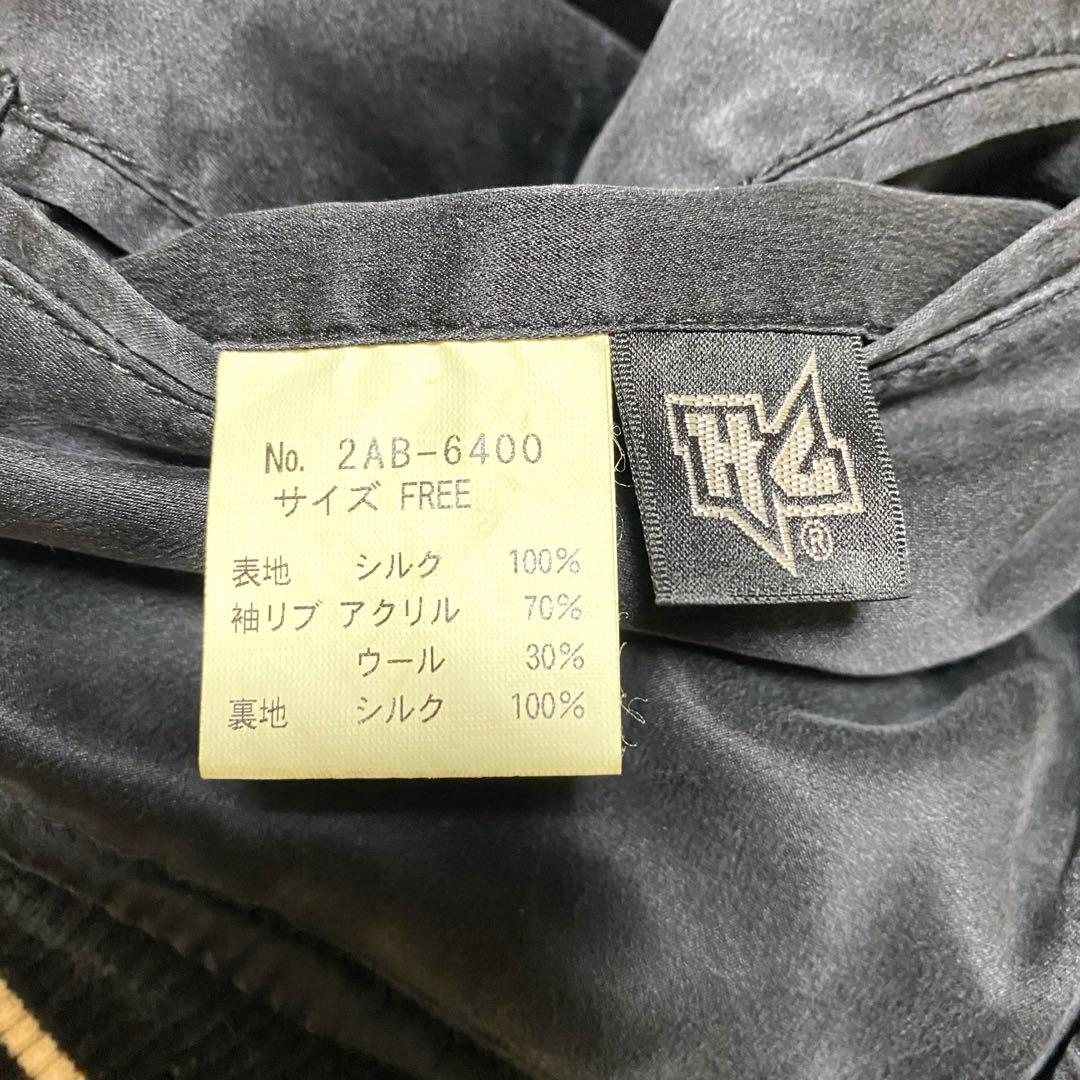 No. 2AB-6400
サイズ FREE
表地 シルク 100%
袖リブ アクリル 70%
ウール 30%
裏地 シルク 100%
HL®